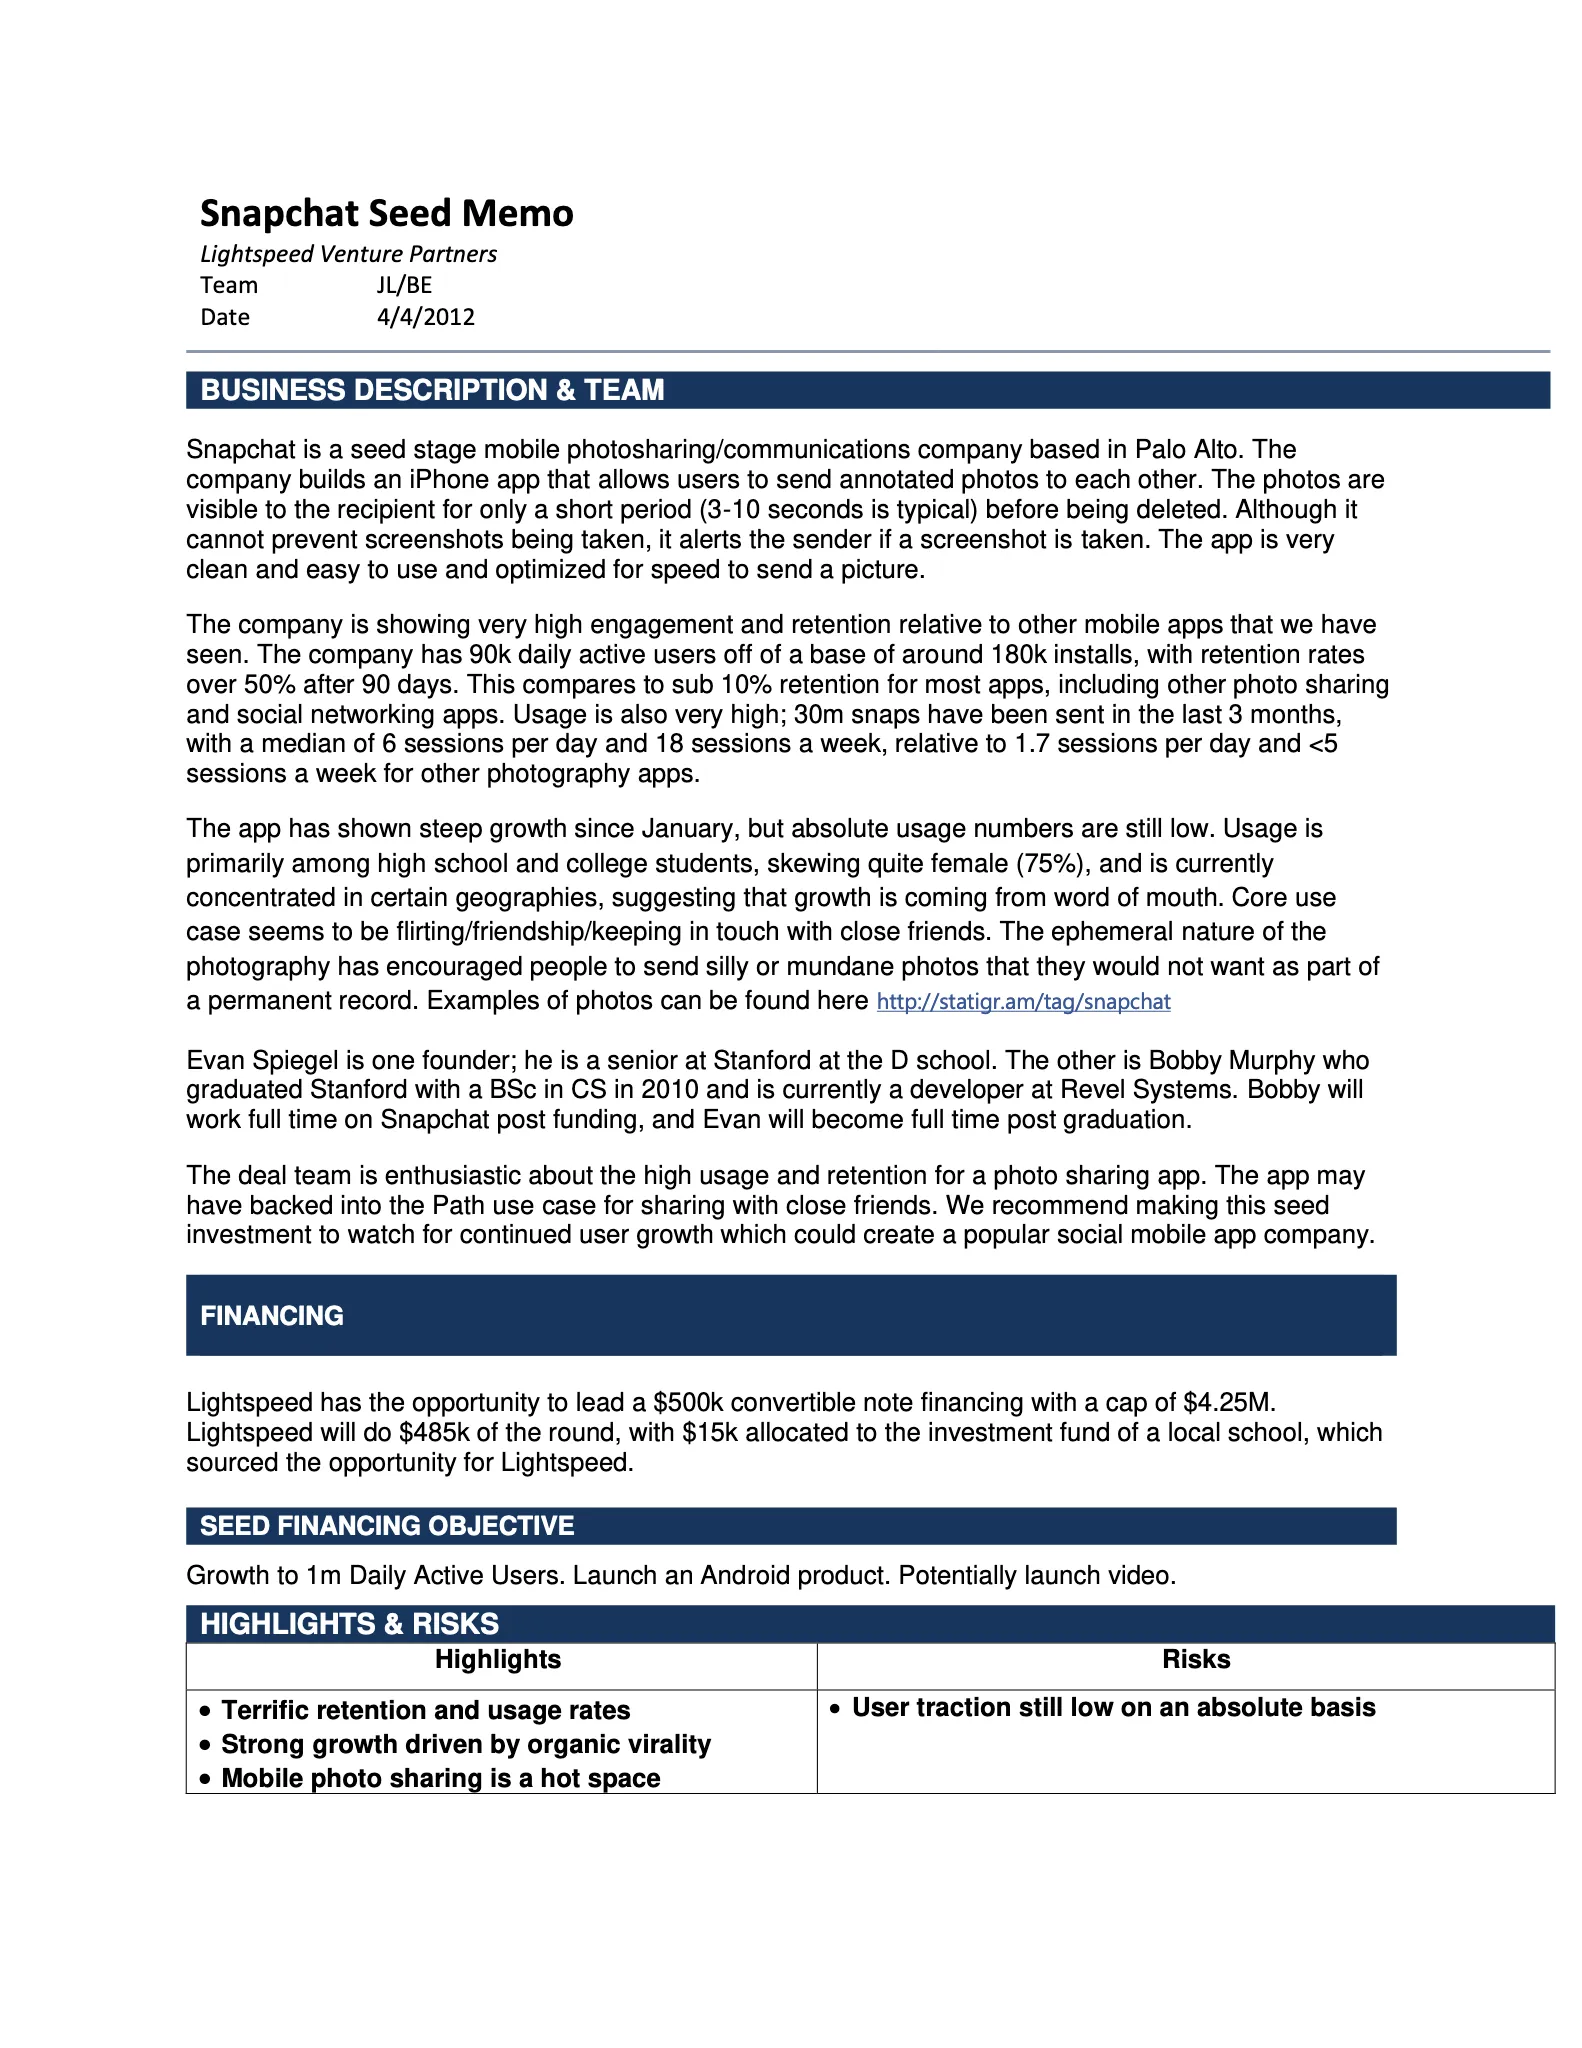 Snapchat Seed Memo
Lightspeed Venture Partners
Team JL/BE
Date 4/4/2012
BUSINESS DESCRIPTION & TEAM
Snapchat is a seed stage mobile photosharing/communications company based in Palo Alto. The
company builds an iPhone app that allows users to send annotated photos to each other. The photos are
visible to the recipient for only a short period (3-10 seconds is typical) before being deleted. Although it
cannot prevent screenshots being taken, it alerts the sender if a screenshot is taken. The app is very
clean and easy to use and optimized for speed to send a picture.
The company is showing very high engagement and retention relative to other mobile apps that we have
seen. The company has 90k daily active users off of a base of around 180k installs, with retention rates
over 50% after 90 days. This compares to sub 10% retention for most apps, including other photo sharing
and social networking apps. Usage is also very high; 30m snaps have been sent in the last 3 months,
with a median of 6 sessions per day and 18 sessions a week, relative to 1.7 sessions per day and <5
sessions a week for other photography apps.
The app has shown steep growth since January, but absolute usage numbers are still low. Usage is
primarily among high school and college students, skewing quite female (75%), and is currently
concentrated in certain geographies, suggesting that growth is coming from word of mouth. Core use
case seems to be flirting/friendship/keeping in touch with close friends. The ephemeral nature of the
photography has encouraged people to send silly or mundane photos that they would not want as part of
a permanent record. Examples of photos can be found here http://statigr.am/tag/snapchat
Evan Spiegel is one founder; he is a senior at Stanford at the D school. The other is Bobby Murphy who
graduated Stanford with a BSc in CS in 2010 and is currently a developer at Revel Systems. Bobby will
work full time on Snapchat post funding, and Evan will become full time post graduation.
The deal team is enthusiastic about the high usage and retention for a photo sharing app. The app may
have backed into the Path use case for sharing with close friends. We recommend making this seed
investment to watch for continued user growth which could create a popular social mobile app company.
FINANCING
Lightspeed has the opportunity to lead a $500k convertible note financing with a cap of $4.25M.
Lightspeed will do $485k of the round, with $15k allocated to the investment fund of a local school, which
sourced the opportunity for Lightspeed.
SEED FINANCING OBJECTIVE
Growth to 1m Daily Active Users. Launch an Android product. Potentially launch video.
HIGHLIGHTS & RISKS
Highlights
• Terrific retention and usage rates
• Strong growth driven by organic virality
• Mobile photo sharing is a hot space
Risks
• User traction still low on an absolute basis